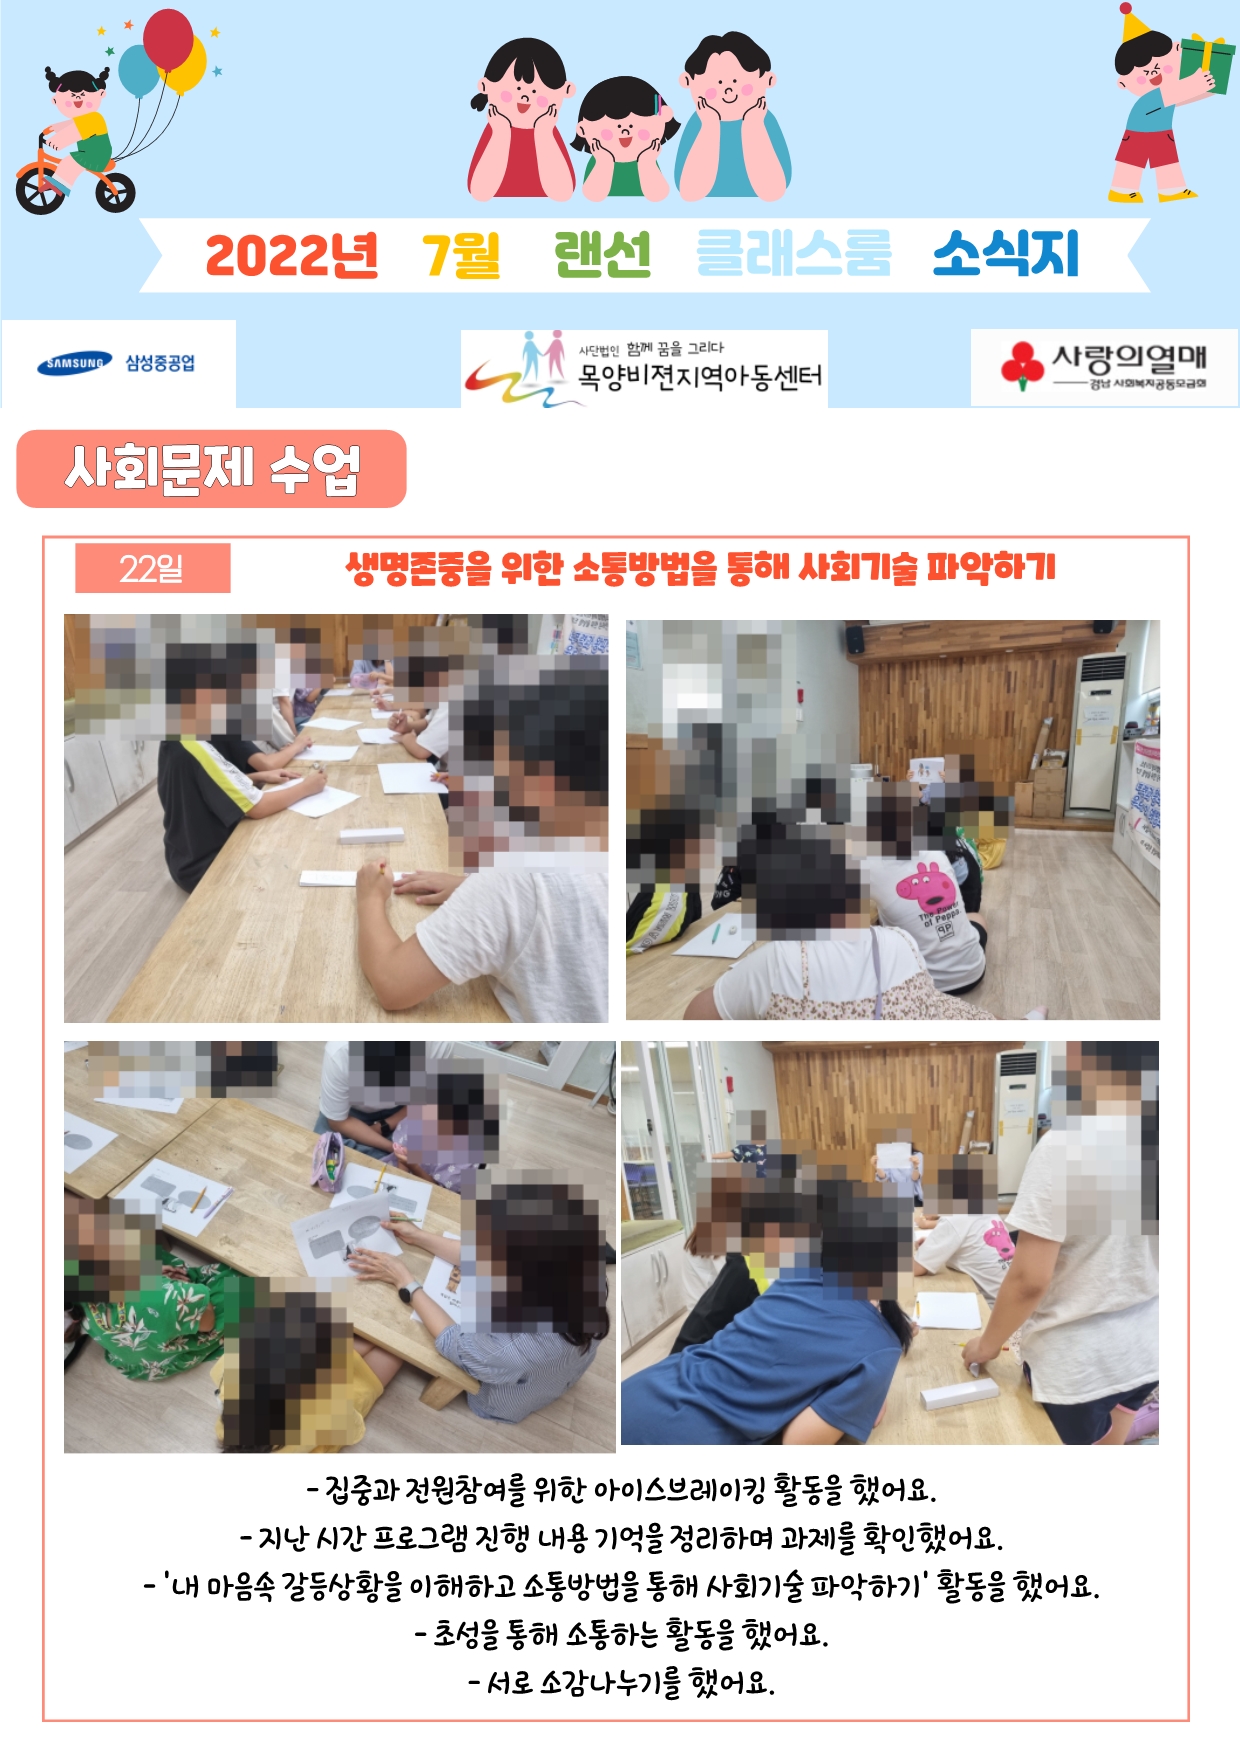 2022년 7월 랜선 클래스룸 소식지
SAMSUNG 삼성중공업
사단법인 함께 꿈을 그리다
목양비젼지역아동센터
사랑의열매
경남 사회복지공동모금회
사회문제 수업
22일
생명존중을 위한 소통방법을 통해 사회기술 파악하기
The Power
of Peppa.
PP
- 집중과 전원참여를 위한 아이스브레이킹 활동을 했어요.
- 지난 시간 프로그램 진행 내용 기억을 정리하며 과제를 확인했어요.
- '내 마음속 갈등상황을 이해하고 소통방법을 통해 사회기술 파악하기' 활동을 했어요.
- 초성을 통해 소통하는 활동을 했어요.
- 서로 소감나누기를 했어요.